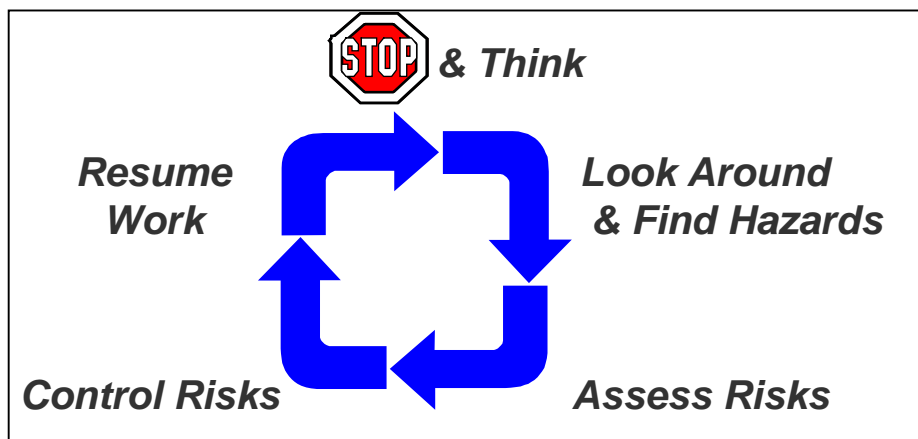 STOP & Think
Look Around
& Find Hazards
Assess Risks
Control Risks
Resume
Work